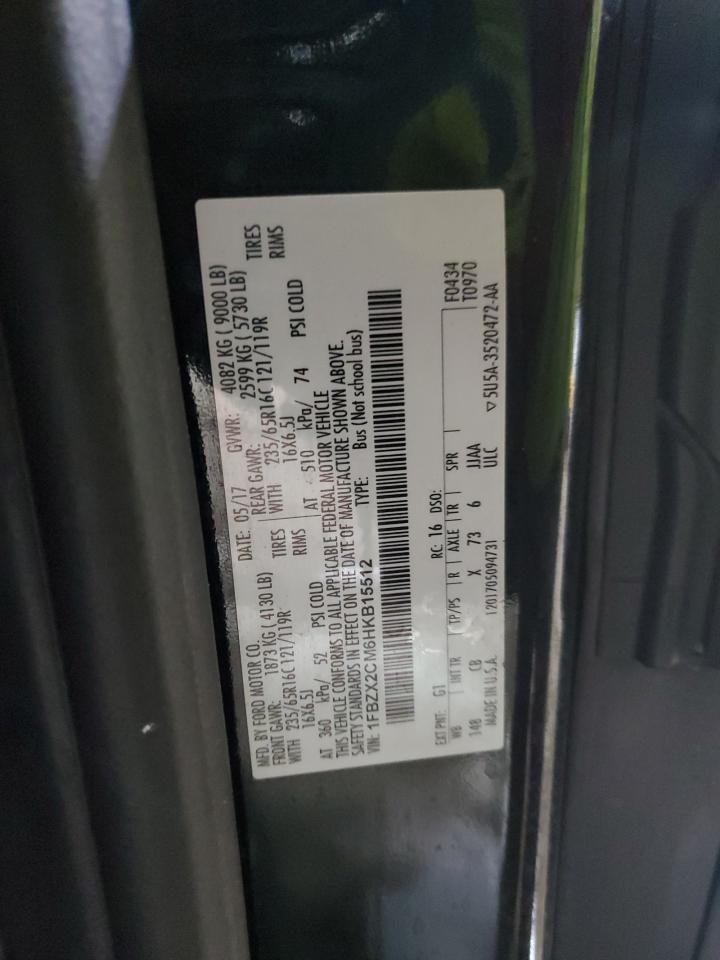 MFD. BY FORD MOTOR CO.
DATE: 05/17 GVWR: 4082 KG ( 9000 LB)
FRONT GAWR: 1873 KG ( 4130 LB) REAR GAWR: 2599 KG ( 5730 LB)
WITH 235/65R16C 121/119R TIRES WITH 235/65R16C 121/119R TIRES
16X6.5J RIMS 16X6.5J RIMS
AT 360 kPa/ 52 PSI COLD AT 510 kPa/ 74 PSI COLD
THIS VEHICLE CONFORMS TO ALL APPLICABLE FEDERAL MOTOR VEHICLE
SAFETY STANDARDS IN EFFECT ON THE DATE OF MANUFACTURE SHOWN ABOVE.
VIN: 1FBZX2CM6HKB15512 TYPE: Bus (Not school bus)
EXT PNT: G1 RC: 16 DSO: F0434
WB INT TR TP/PS R AXLE TR SPR T0970
148 CB X 73 6 JJAA
MADE IN U.S.A. 1201705094731 ULC ▽5U5A-3520472-AA